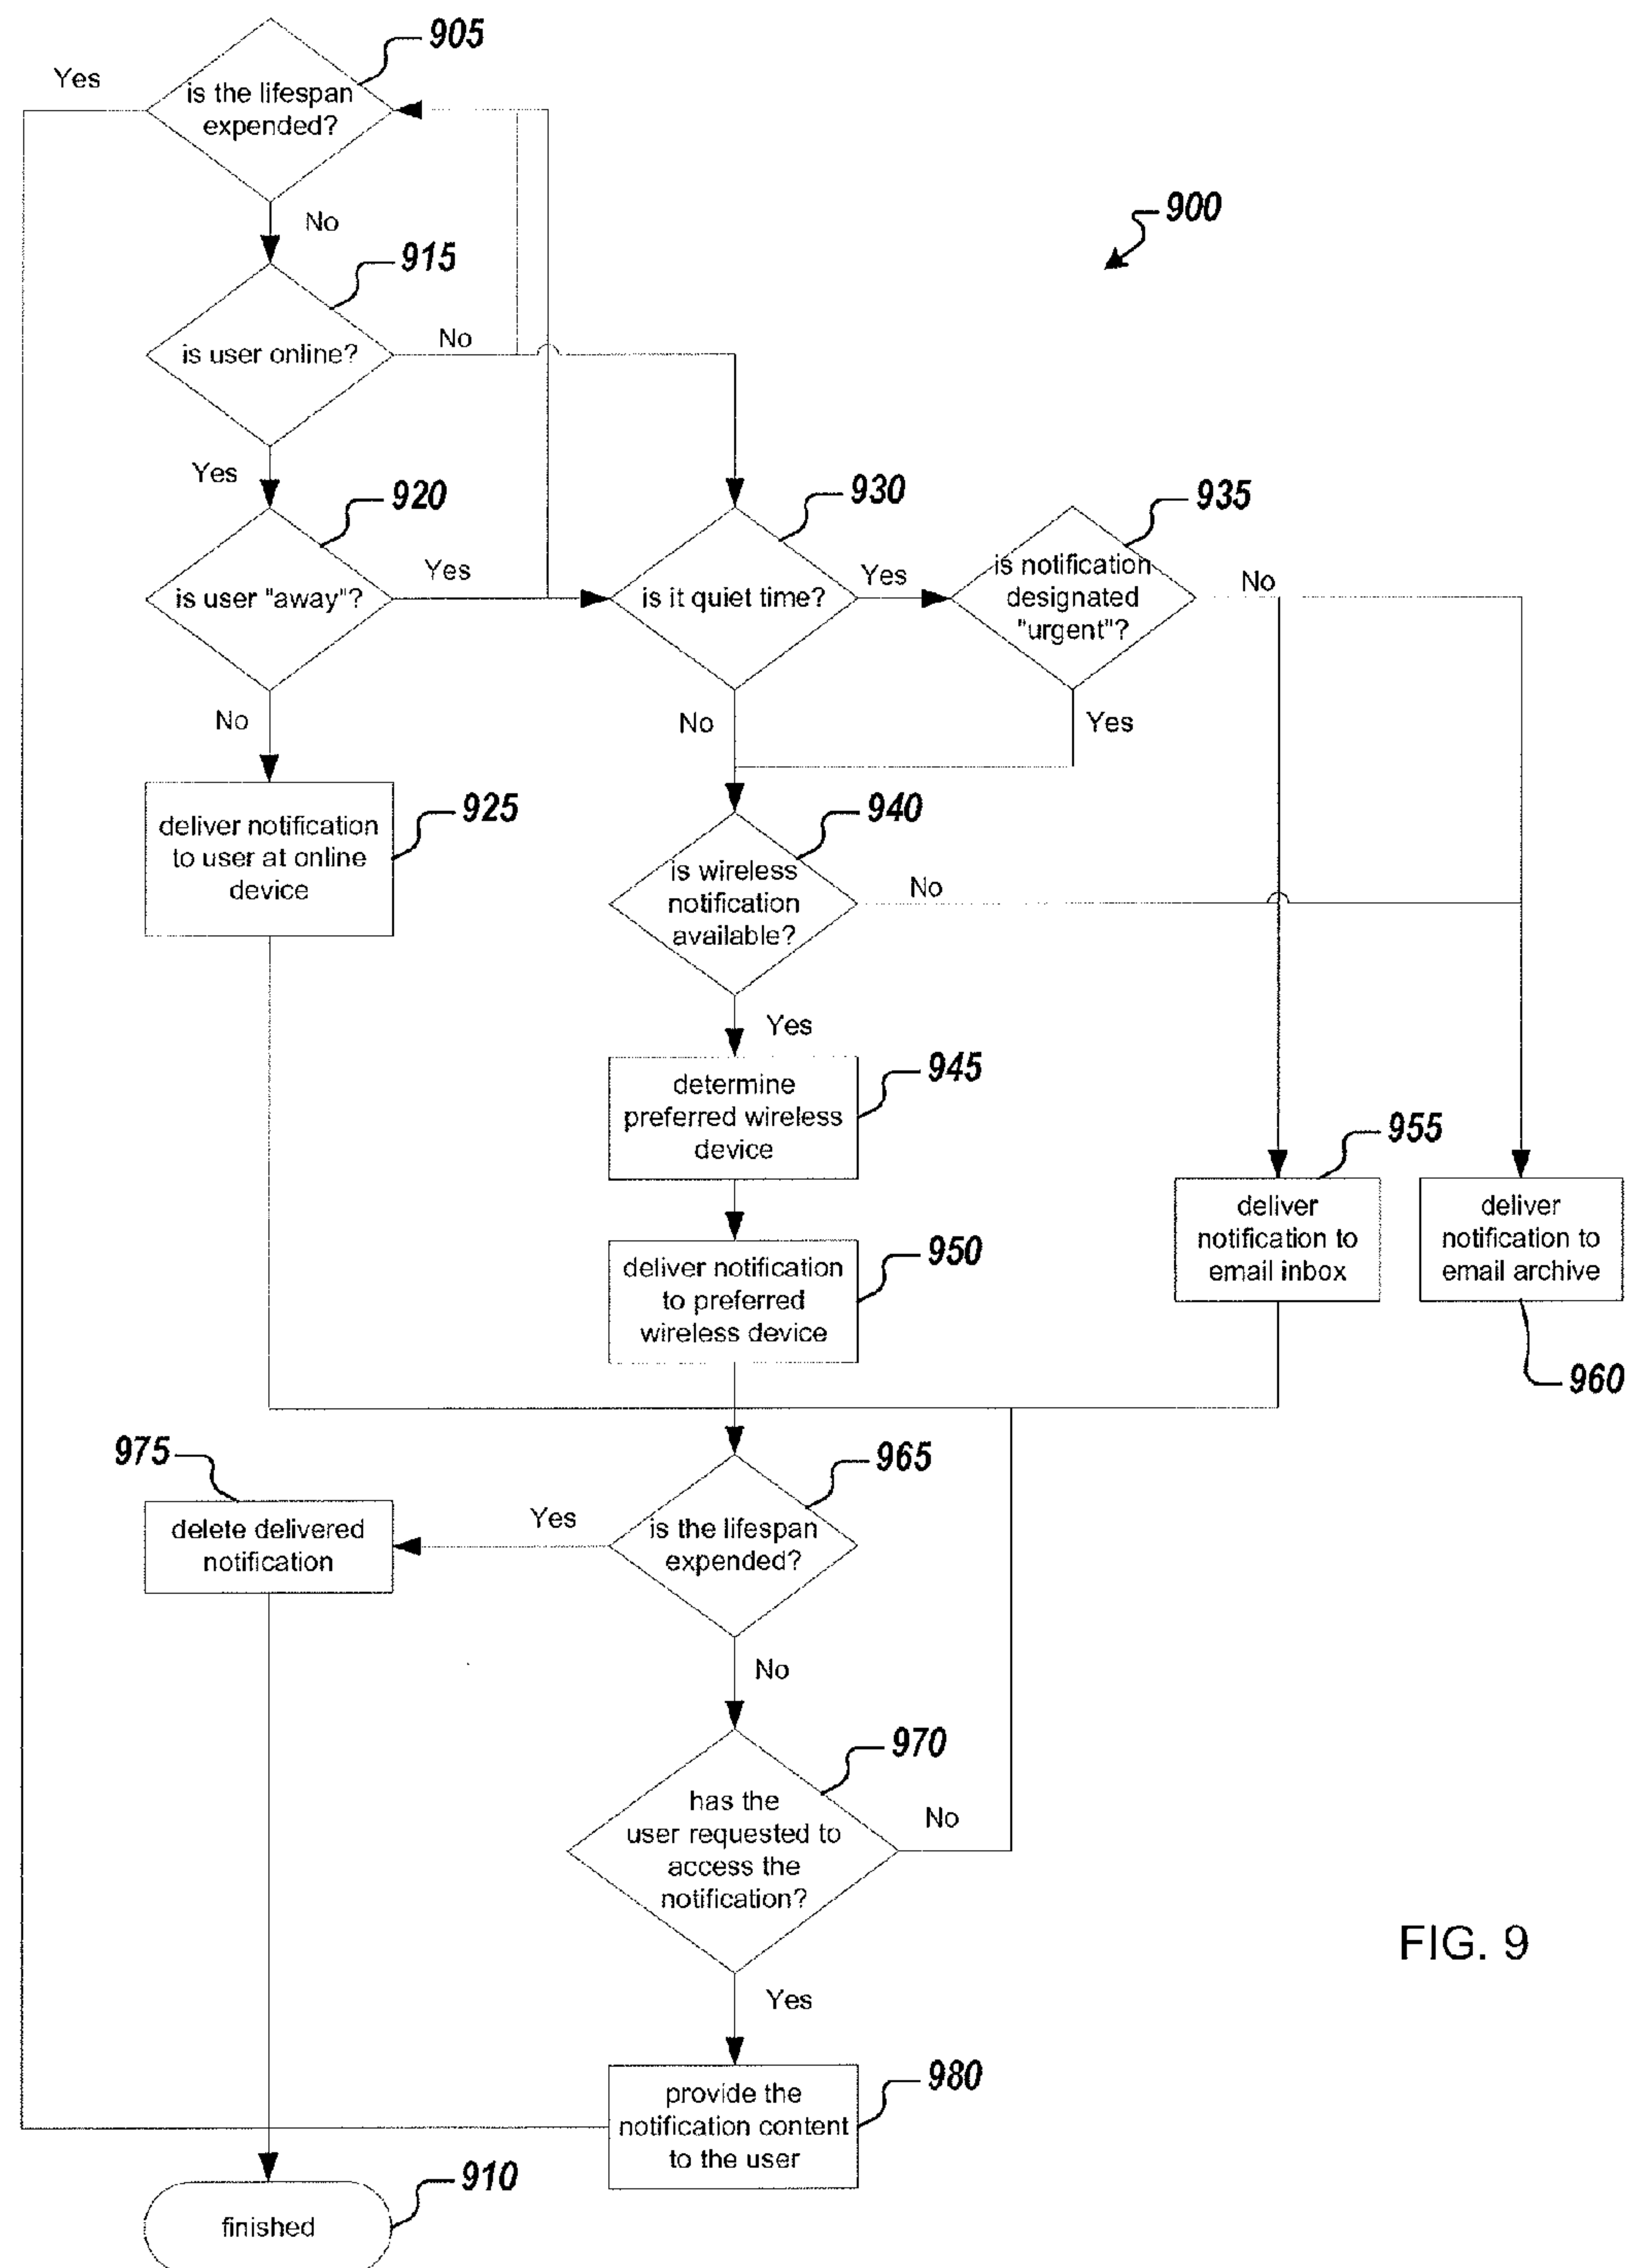 905
Yes
is the lifespan
expended?
No
900
915
is user online?
No
Yes
920
930
935
is user "away"?
Yes
is it quiet time?
Yes
is notification
designated
"urgent"?
No
No
No
Yes
deliver notification
to user at online
device
925
940
is wireless
notification
available?
No
Yes
determine
preferred wireless
device
945
955
deliver notification
to preferred
wireless device
950
deliver
notification to
email inbox
deliver
notification to
email archive
960
975
965
delete delivered
notification
Yes
is the lifespan
expended?
No
970
has the
user requested to
access the
notification?
No
FIG. 9
Yes
980
provide the
notification content
to the user
910
finished